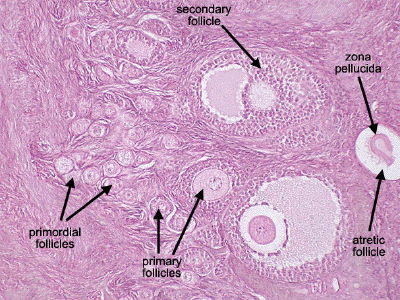 secondary
follicle
zona
pellucida
primordial
follicles
primary
follicles
atretic
follicle